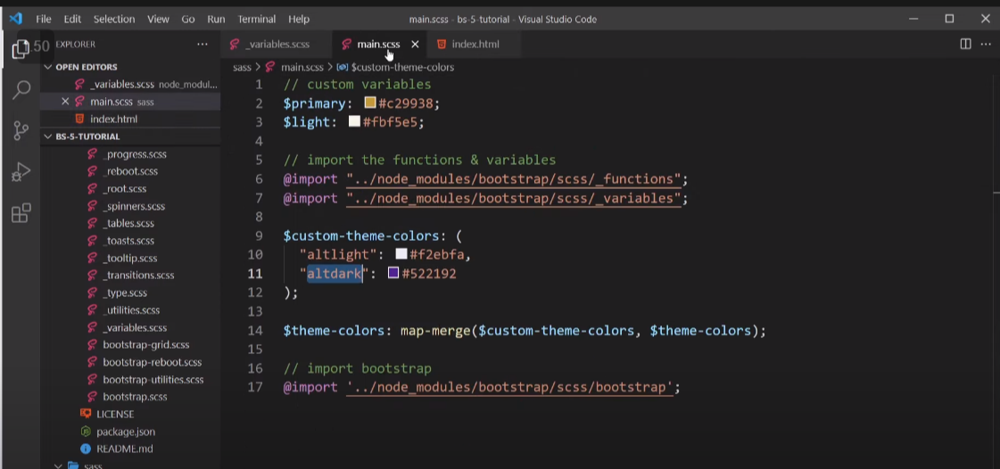 File Edit Selection View Go Run Terminal Help main.scss - bs-5-tutorial - Visual Studio Code
.50
EXPLORER
OPEN EDITORS
_variables.scss node_modul...
main.scss sass
index.html
BS-5-TUTORIAL
_progress.scss
_reboot.scss
_root.scss
_spinners.scss
_tables.scss
_toasts.scss
_tooltip.scss
_transitions.scss
_type.scss
_utilities.scss
_variables.scss
bootstrap-grid.scss
bootstrap-reboot.scss
bootstrap-utilities.scss
bootstrap.scss
LICENSE
package.json
README.md
sass
_variables.scss main.scss index.html
sass > main.scss > $custom-theme-colors
1 // custom variables
2 $primary: #c29938;
3 $light: #fbf5e5;
4
5 // import the functions & variables
6 @import "../node_modules/bootstrap/scss/_functions";
7 @import "../node_modules/bootstrap/scss/_variables";
8
9 $custom-theme-colors: (
10 "altlight": #f2ebfa,
11 "altdark": #522192
12 );
13
14 $theme-colors: map-merge($custom-theme-colors, $theme-colors);
15
16 // import bootstrap
17 @import '../node_modules/bootstrap/scss/bootstrap';